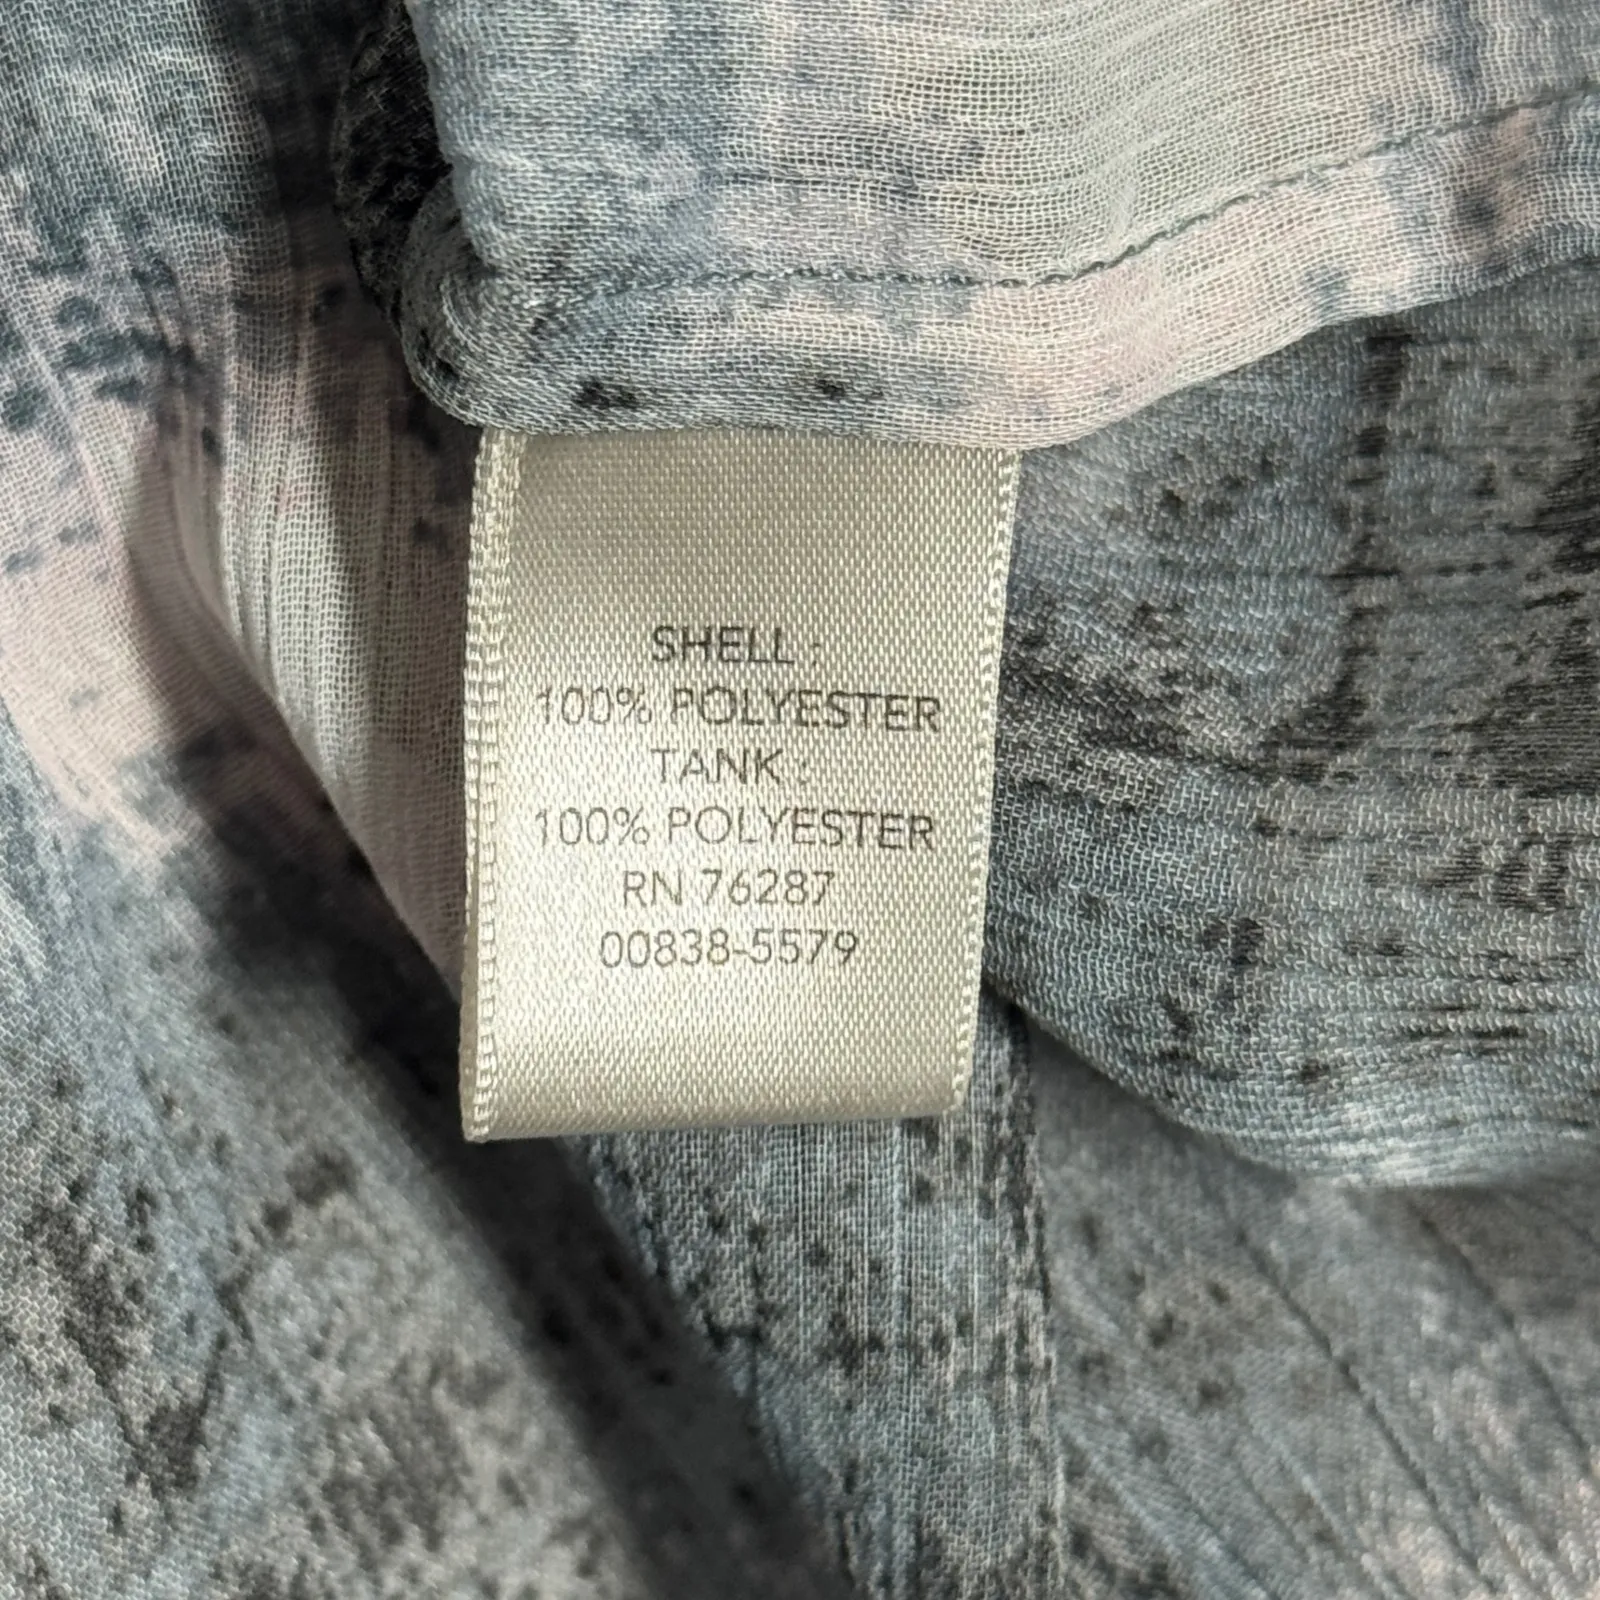 SHELL :
100% POLYESTER
TANK :
100% POLYESTER
RN 76287
00838-5579